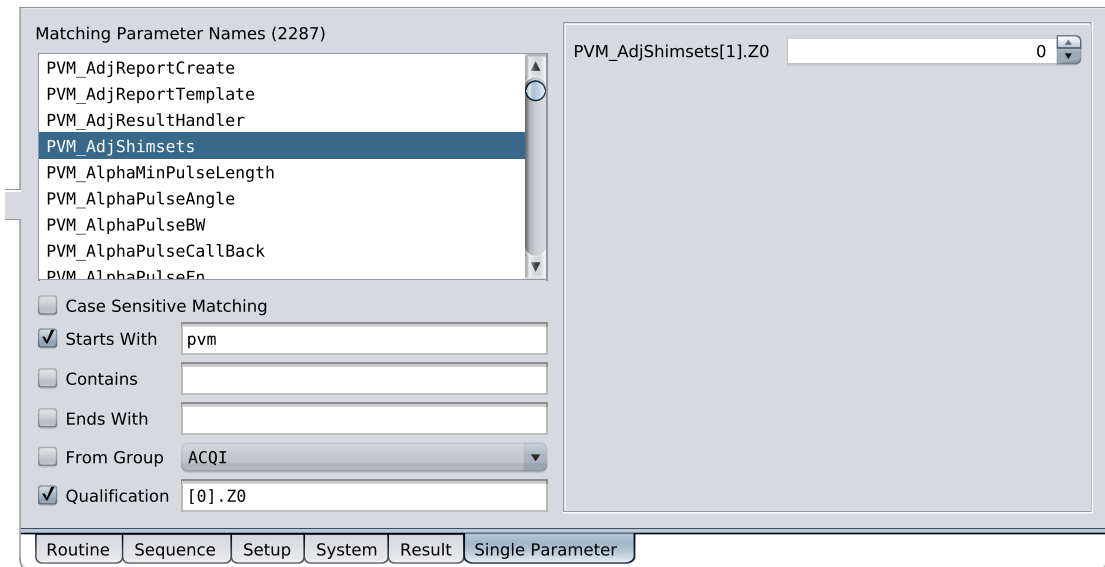 Matching Parameter Names (2287)
PVM_AdjReportCreate
PVM_AdjReportTemplate
PVM_AdjResultHandler
PVM_AdjShimsets
PVM_AlphaMinPulseLength
PVM_AlphaPulseAngle
PVM_AlphaPulseBW
PVM_AlphaPulseCallBack
PVM_AlphaPulseEn
Case Sensitive Matching
Starts With pvm
Contains
Ends With
From Group ACQI
Qualification [0].Z0
PVM_AdjShimsets[1].Z0 0
Routine Sequence Setup System Result Single Parameter